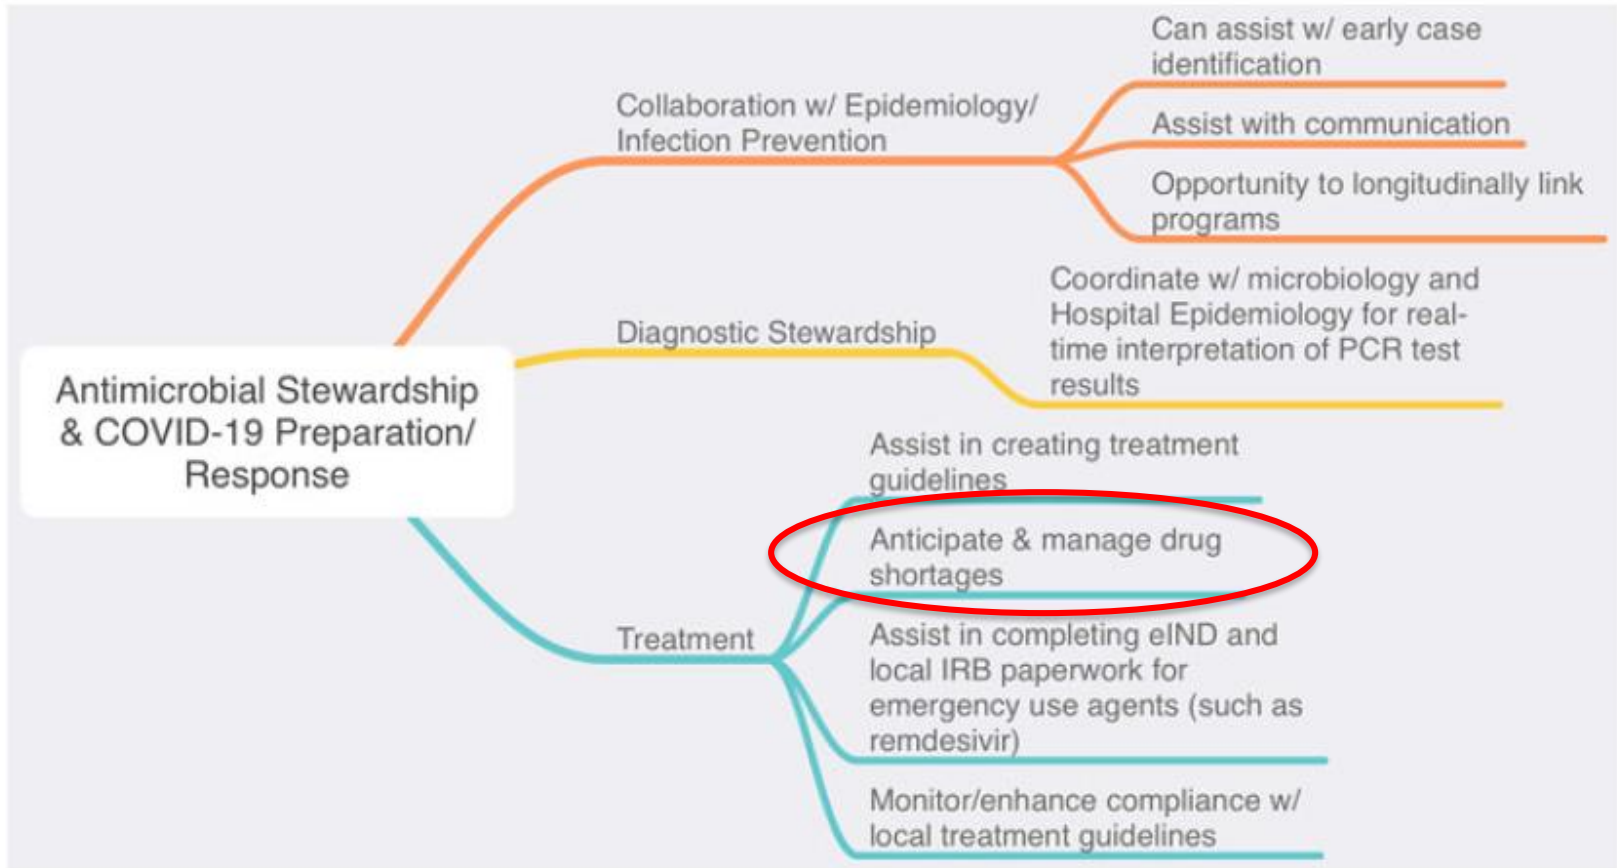 Can assist w/ early case
identification
Collaboration w/ Epidemiology/
Infection Prevention
Assist with communication
Opportunity to longitudinally link
programs
Diagnostic Stewardship
Coordinate w/ microbiology and
Hospital Epidemiology for real-
time interpretation of PCR test
results
Antimicrobial Stewardship
& COVID-19 Preparation/
Response
Treatment
Assist in creating treatment
guidelines
Anticipate & manage drug
shortages
Assist in completing eIND and
local IRB paperwork for
emergency use agents (such as
remdesivir)
Monitor/enhance compliance w/
local treatment guidelines